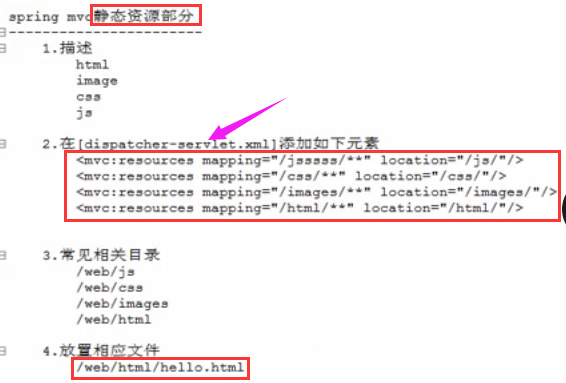 spring mvc静态资源部分
------------------------
1.描述
html
image
css
js
2.在[dispatcher-servlet.xml]添加如下元素
<mvc:resources mapping="/jsssss/**" location="/js/"/>
<mvc:resources mapping="/css/**" location="/css/"/>
<mvc:resources mapping="/images/**" location="/images/"/>
<mvc:resources mapping="/html/**" location="/html/"/>
3.常见相关目录
/web/js
/web/css
/web/images
/web/html
4.放置相应文件
/web/html/hello.html